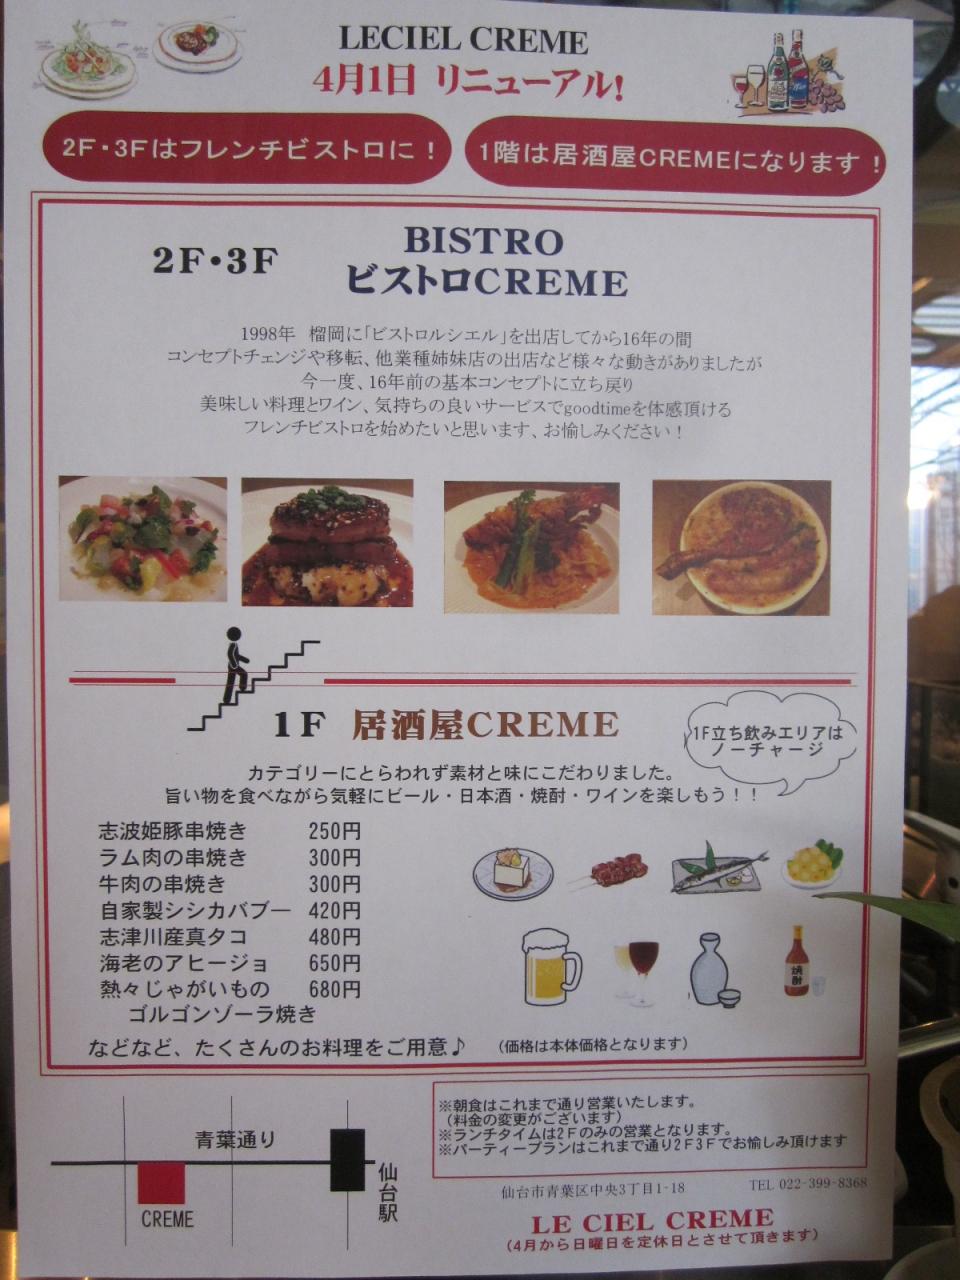 LECIEL CREME
4月1日 リニューアル!
2F・3Fはフレンチビストロに！
1階は居酒屋CREMEになります！
2F・3F
BISTRO
ビストロCREME
1998年 榴岡に「ビストロルシエル」を出店してから16年の間
コンセプトチェンジや移転、他業種姉妹店の出店など様々な動きがありましたが
今一度、16年前の基本コンセプトに立ち戻り
美味しい料理とワイン、気持ちの良いサービスでgoodtimeを体感頂ける
フレンチビストロを始めたいと思います、お愉しみください！
1F 居酒屋CREME
1F立ち飲みエリアは
ノーチャージ
カテゴリーにとらわれず素材と味にこだわりました。
旨い物を食べながら気軽にビール・日本酒・焼酎・ワインを楽しもう！！
志波姫豚串焼き 250円
ラム肉の串焼き 300円
牛肉の串焼き 300円
自家製シシカバブー 420円
志津川産真タコ 480円
海老のアヒージョ 650円
熱々じゃがいもの 680円
ゴルゴンゾーラ焼き
焼酎
などなど、たくさんのお料理をご用意♪ （価格は本体価格となります）
※朝食はこれまで通り営業いたします。
（料金の変更がございます）
※ランチタイムは2Fのみの営業となります。
※パーティープランはこれまで通り2F3Fでお愉しみ頂けます
青葉通り
仙台駅
CREME
仙台市青葉区中央3丁目1-18 TEL 022-399-8368
LE CIEL CREME
（4月から日曜日を定休日とさせて頂きます）